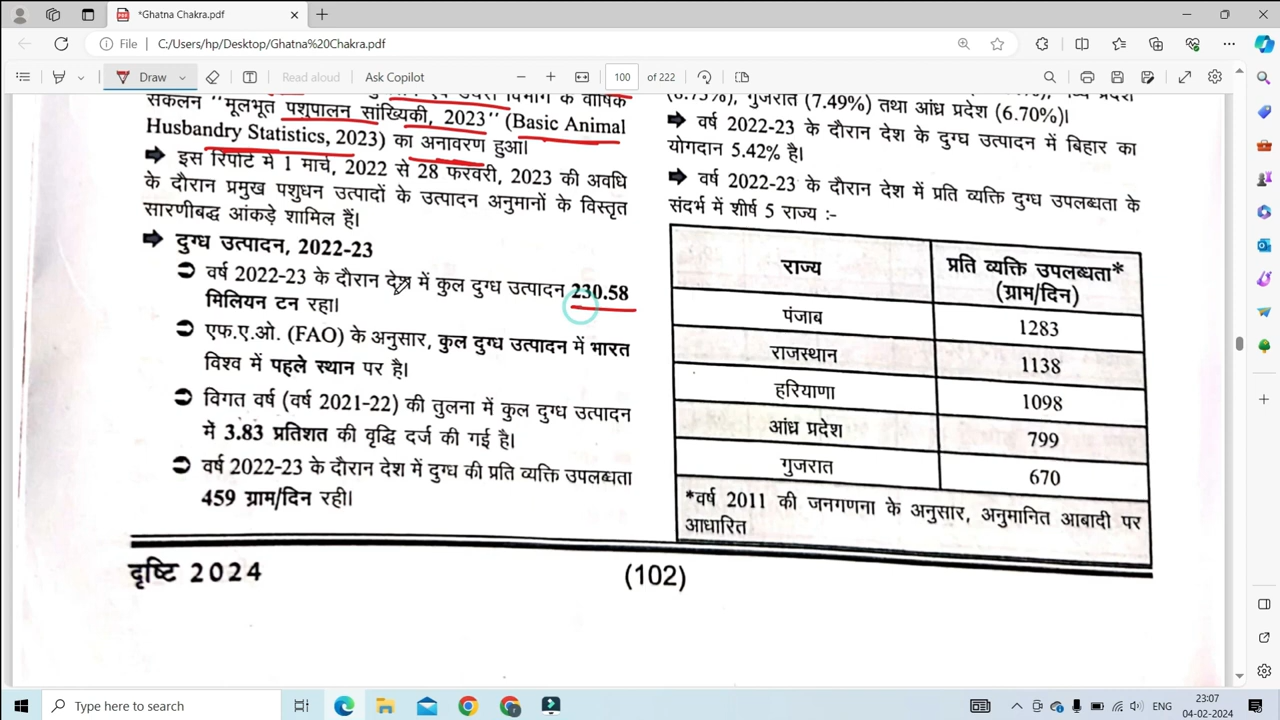 *Ghatna Chakra.pdf
File
C:/Users/hp/Desktop/Ghatna%20Chakra.pdf
Draw
Read aloud
Ask Copilot
100 of 222
विभाग के वार्षिक
संकलन "मूलभूत पशुपालन सांख्यिकी, 2023" (Basic Animal
Husbandry Statistics, 2023) का अनावरण हुआ।
इस रिपोर्ट में 1 मार्च, 2022 से 28 फरवरी, 2023 की अवधि
के दौरान प्रमुख पशुधन उत्पादों के उत्पादन अनुमानों के विस्तृत
सारणीबद्ध आंकड़े शामिल हैं।
दुग्ध उत्पादन, 2022-23
वर्ष 2022-23 के दौरान देश में कुल दुग्ध उत्पादन 230.58
मिलियन टन रहा।
एफ.ए.ओ. (FAO) के अनुसार, कुल दुग्ध उत्पादन में भारत
विश्व में पहले स्थान पर है।
विगत वर्ष (वर्ष 2021-22) की तुलना में कुल दुग्ध उत्पादन
में 3.83 प्रतिशत की वृद्धि दर्ज की गई है।
वर्ष 2022-23 के दौरान देश में दुग्ध की प्रति व्यक्ति उपलब्धता
459 ग्राम/दिन रही।
गुजरात (7.49%) तथा आंध्र प्रदेश (6.70%)।
वर्ष 2022-23 के दौरान देश के दुग्ध उत्पादन में बिहार का
योगदान 5.42% है।
वर्ष 2022-23 के दौरान देश में प्रति व्यक्ति दुग्ध उपलब्धता के
संदर्भ में शीर्ष 5 राज्य :-
राज्य प्रति व्यक्ति उपलब्धता*
(ग्राम/दिन)
पंजाब 1283
राजस्थान 1138
हरियाणा 1098
आंध्र प्रदेश 799
गुजरात 670
*वर्ष 2011 की जनगणना के अनुसार, अनुमानित आबादी पर
आधारित
दृष्टि 2024
(102)
Type here to search
ENG
23:07
04-02-2024